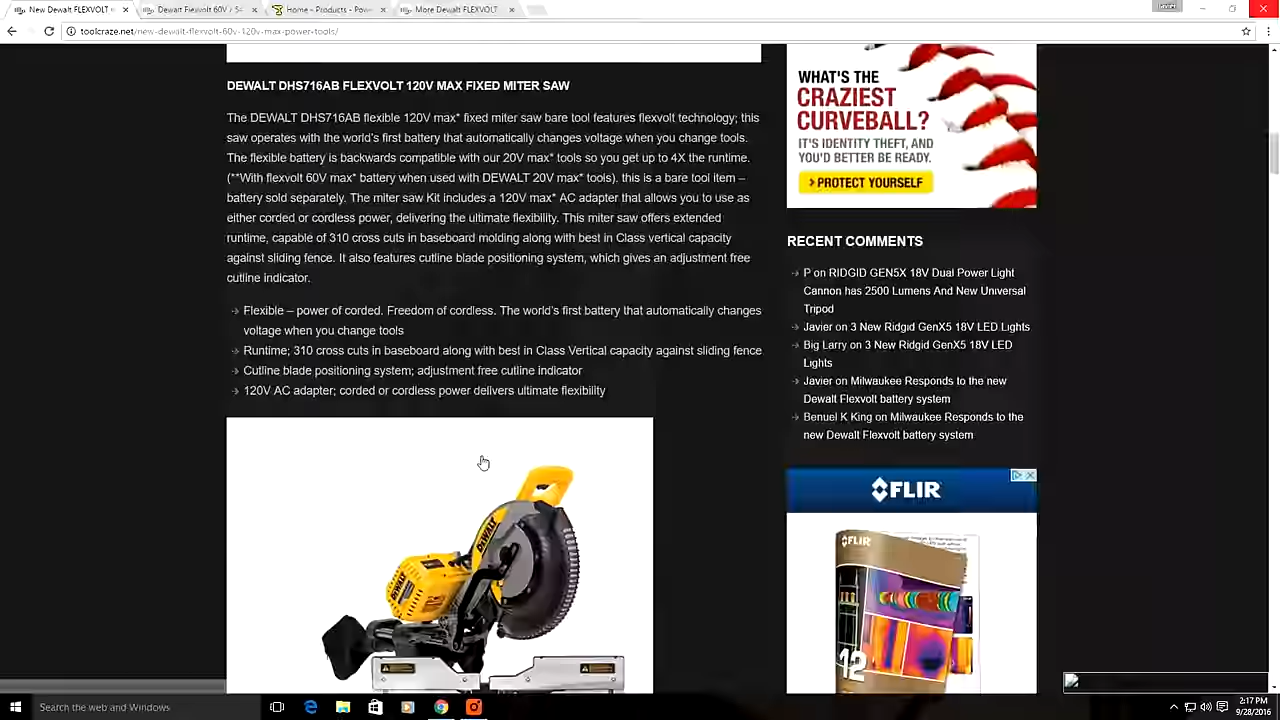 New Dewalt FLEXVOLT
Dewalt Flexvolt 60V
Home - Products - Pow
More Dewalt FLEXVOLT
toolcraze.net/new-dewalt-flexvolt-60v-120v-max-power-tools/
DEWALT DHS716AB FLEXVOLT 120V MAX FIXED MITER SAW
The DEWALT DHS716AB flexible 120V max* fixed miter saw bare tool features flexvolt technology; this
saw operates with the world's first battery that automatically changes voltage when you change tools.
The flexible battery is backwards compatible with our 20V max* tools so you get up to 4X the runtime.
(**With flexvolt 60V max* battery when used with DEWALT 20V max* tools). this is a bare tool item –
battery sold separately. The miter saw Kit includes a 120V max* AC adapter that allows you to use as
either corded or cordless power, delivering the ultimate flexibility. This miter saw offers extended
runtime, capable of 310 cross cuts in baseboard molding along with best in Class vertical capacity
against sliding fence. It also features cutline blade positioning system, which gives an adjustment free
cutline indicator.
Flexible – power of corded. Freedom of cordless. The world's first battery that automatically changes
voltage when you change tools
Runtime; 310 cross cuts in baseboard along with best in Class Vertical capacity against sliding fence
Cutline blade positioning system; adjustment free cutline indicator
120V AC adapter; corded or cordless power delivers ultimate flexibility
DEWALT
DEWALT
WHAT'S THE
CRAZIEST
CURVEBALL?
IT'S IDENTITY THEFT, AND
YOU'D BETTER BE READY.
PROTECT YOURSELF
RECENT COMMENTS
P on RIDGID GEN5X 18V Dual Power Light
Cannon has 2500 Lumens And New Universal
Tripod
Javier on 3 New Ridgid GenX5 18V LED Lights
Big Larry on 3 New Ridgid GenX5 18V LED
Lights
Javier on Milwaukee Responds to the new
Dewalt Flexvolt battery system
Benuel K King on Milwaukee Responds to the
new Dewalt Flexvolt battery system
FLIR
FLIR
12
Search the web and Windows
2:17 PM
9/28/2016